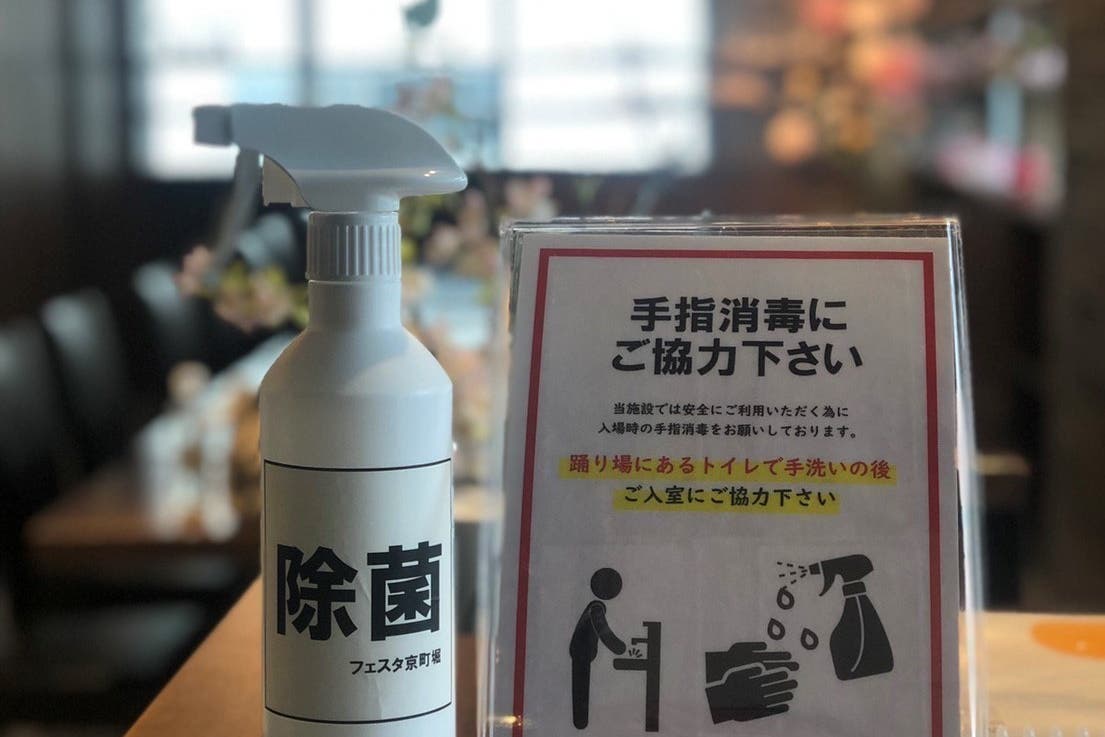 除菌
フェスタ京町堀
手指消毒に
ご協力下さい
当施設では安全にご利用いただく為に
入場時の手指消毒をお願いしております。
踊り場にあるトイレで手洗いの後
ご入室にご協力下さい